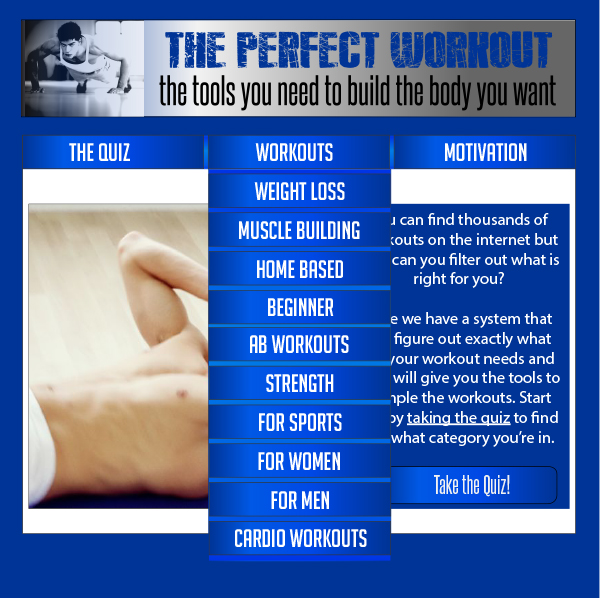 THE PERFECT WORKOUT
the tools you need to build the body you want
THE QUIZ
WORKOUTS
MOTIVATION
WEIGHT LOSS
MUSCLE BUILDING
HOME BASED
BEGINNER
AB WORKOUTS
STRENGTH
FOR SPORTS
FOR WOMEN
FOR MEN
CARDIO WORKOUTS
can find thousands of
on the internet but
can you filter out what is
right for you?
we have a system that
figure out exactly what
workout needs and
will give you the tools to
the workouts. Start
taking the quiz to find
what category you're in.
Take the Quiz!